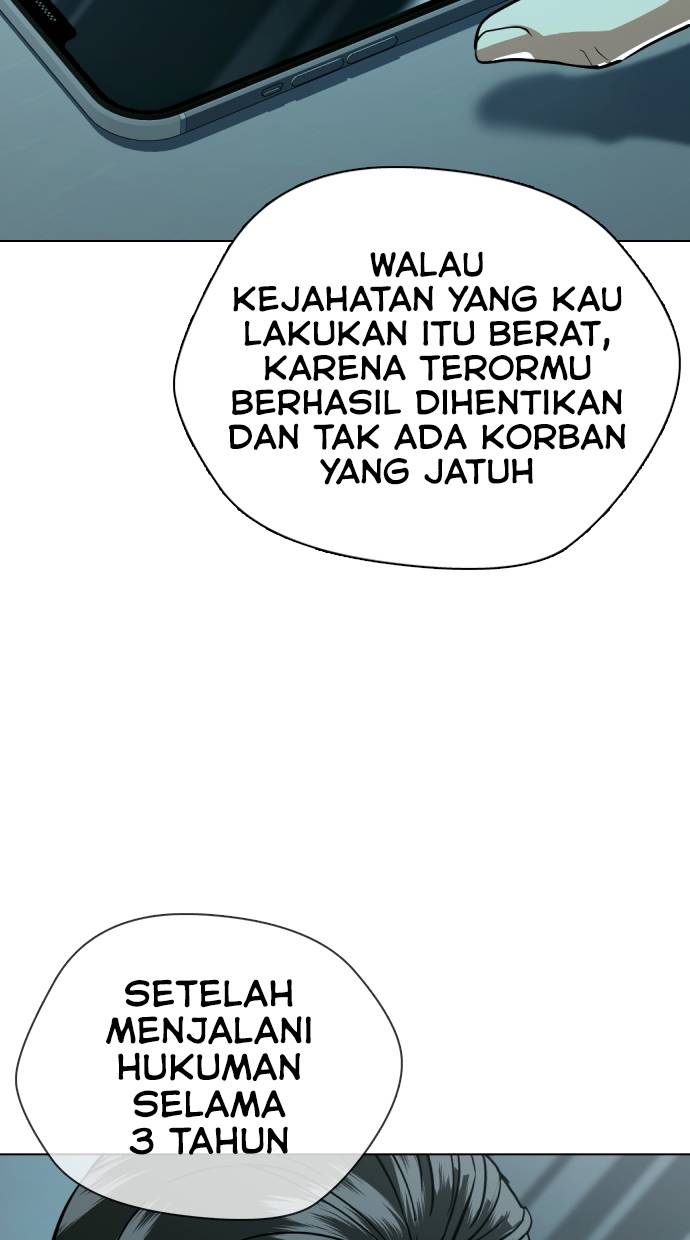 WALAU
KEJAHATAN YANG KAU
LAKUKAN ITU BERAT,
KARENA TERORMU
BERHASIL DIHENTIKAN
DAN TAK ADA KORBAN
YANG JATUH
SETELAH
MENJALANI
HUKUMAN
SELAMA
3 TAHUN